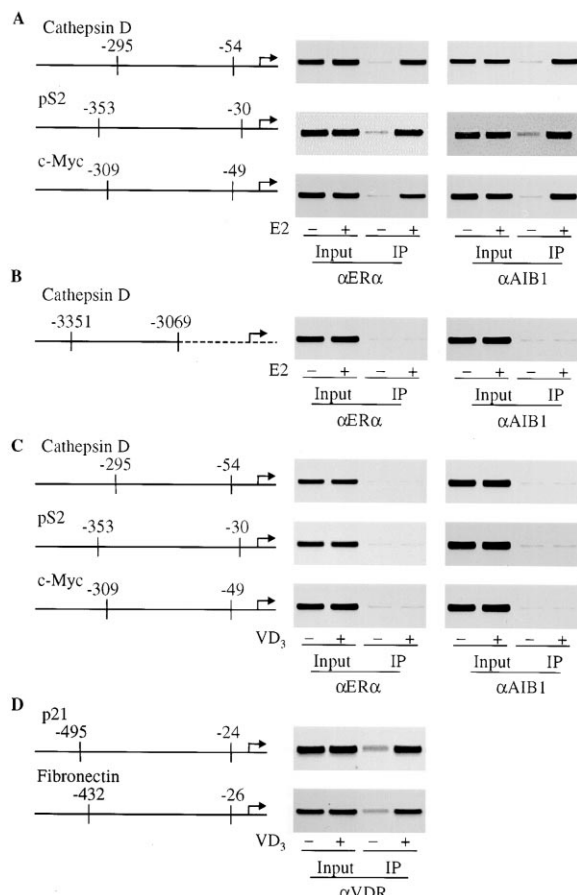 A
Cathepsin D
-295 -54
pS2
-353 -30
c-Myc
-309 -49
E2 − + − + − + − +
Input IP Input IP
αERα αAIB1
B
Cathepsin D
-3351 -3069
E2 − + − + − + − +
Input IP Input IP
αERα αAIB1
C
Cathepsin D
-295 -54
pS2
-353 -30
c-Myc
-309 -49
VD3 − + − + − + − +
Input IP Input IP
αERα αAIB1
D
p21
-495 -24
Fibronectin
-432 -26
VD3 − + − +
Input IP
αVDR